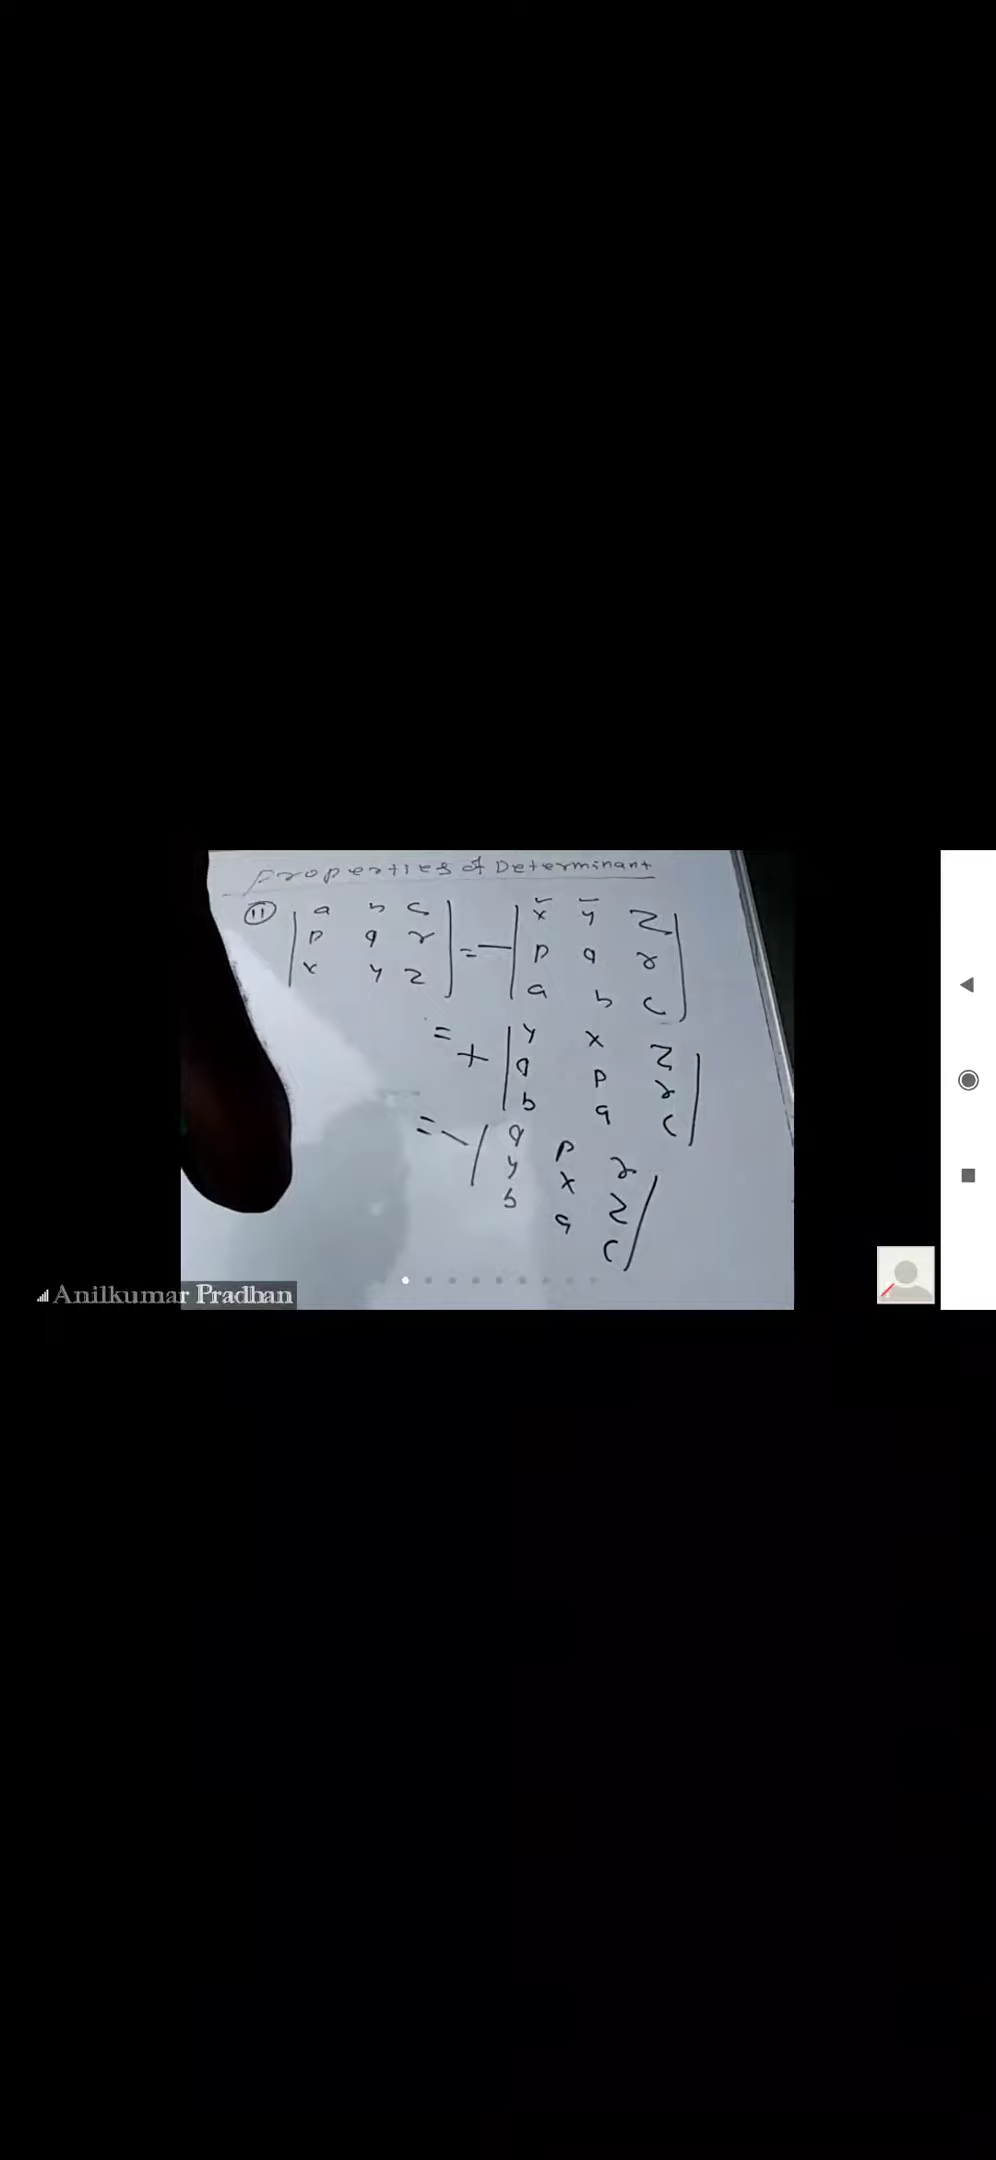 Properties of Determinant
(11) | a b c | = - | x y z |
| p q r | | p q r |
| x y z | | a b c |
= + | y x z |
| q p r |
| b a c |
= - | q p r |
| y x z |
| b a c |
Anilkumar Pradhan